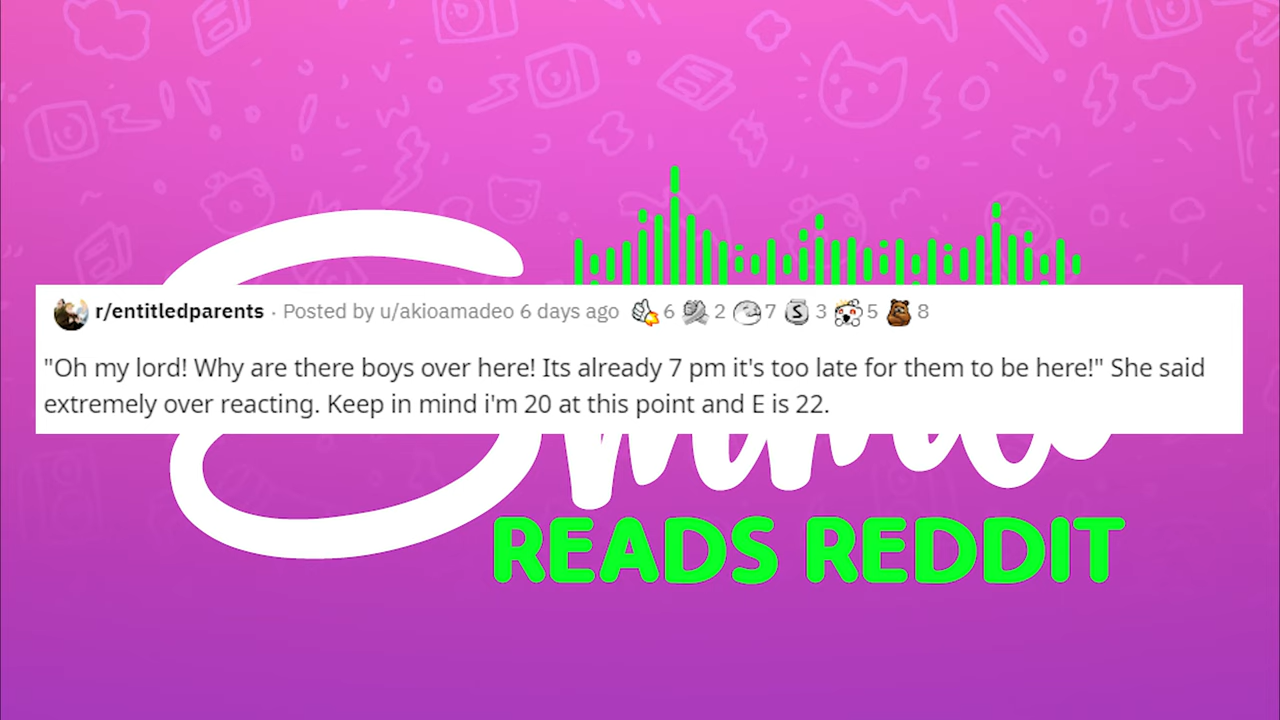 r/entitledparents · Posted by u/akioamadeo 6 days ago 6 2 7 3 5 8
"Oh my lord! Why are there boys over here! Its already 7 pm it's too late for them to be here!" She said
extremely over reacting. Keep in mind i'm 20 at this point and E is 22.
READS REDDIT